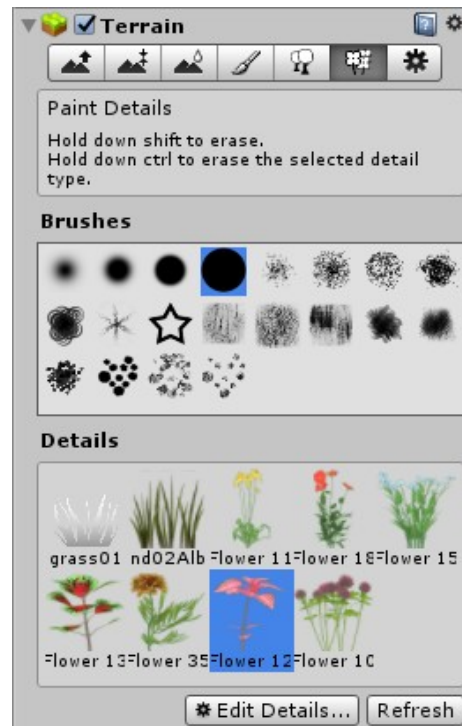 Terrain
Paint Details
Hold down shift to erase.
Hold down ctrl to erase the selected detail
type.
Brushes
Details
grass01 nd02Alb Flower 11 Flower 18 Flower 15
Flower 13 Flower 35 Flower 12 Flower 10
Edit Details... Refresh